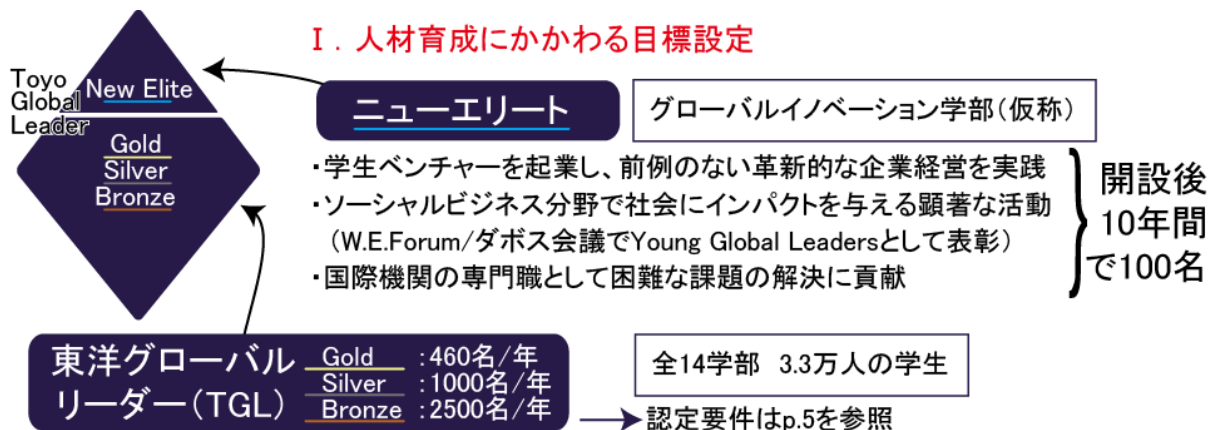 Ⅰ．人材育成にかかわる目標設定
Toyo
Global
Leader
New Elite
Gold
Silver
Bronze
ニューエリート
グローバルイノベーション学部（仮称）
・学生ベンチャーを起業し、前例のない革新的な企業経営を実践
・ソーシャルビジネス分野で社会にインパクトを与える顕著な活動
（W.E.Forum/ダボス会議でYoung Global Leadersとして表彰）
・国際機関の専門職として困難な課題の解決に貢献
開設後
10年間
で100名
東洋グローバル
リーダー（TGL）
Gold ：460名/年
Silver ：1000名/年
Bronze ：2500名/年
全14学部 3.3万人の学生
認定要件はp.5を参照